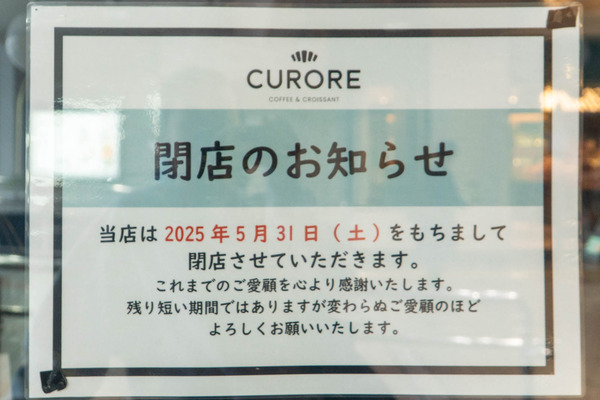 CURORE
COFFEE & CROISSANT
閉店のお知らせ
当店は 2025 年 5 月 31 日（土）をもちまして
閉店させていただきます。
これまでのご愛顧を心より感謝いたします。
残り短い期間ではありますが変わらぬご愛顧のほど
よろしくお願いいたします。